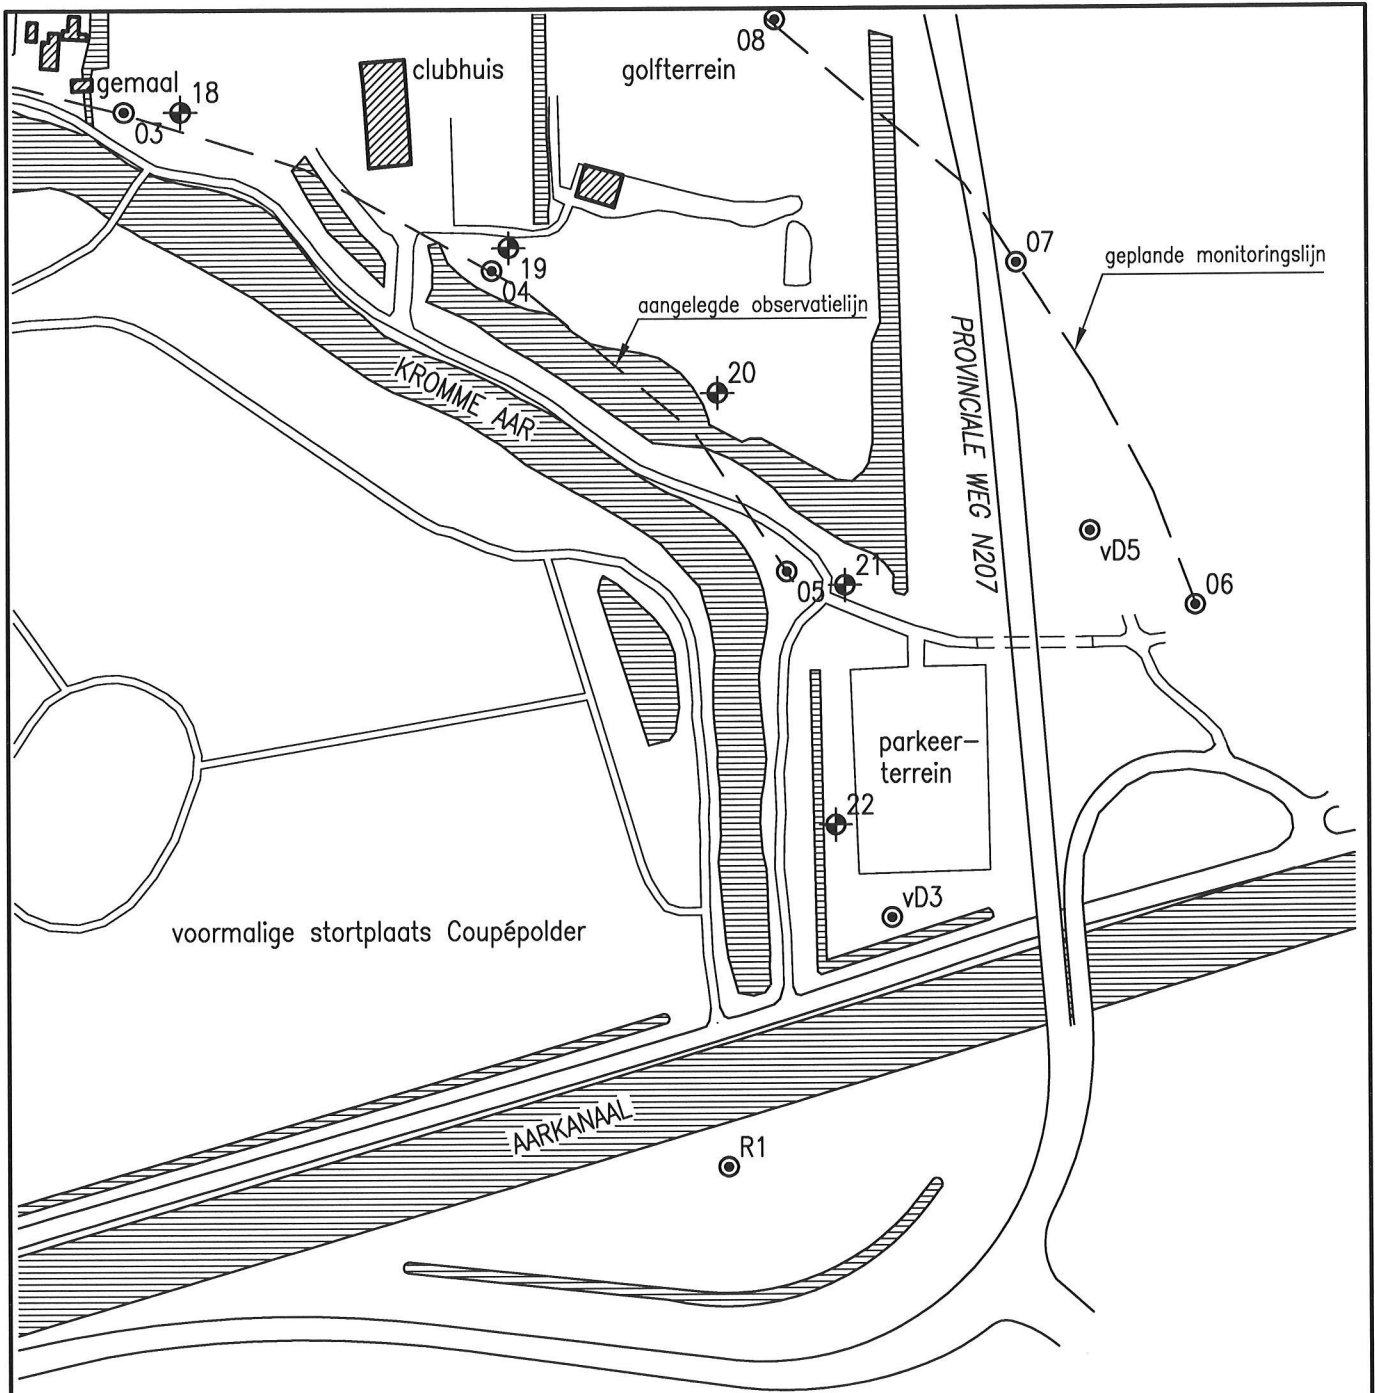 08
clubhuis
golfterrein
gemaal
18
03
07
geplande monitoringslijn
19
04
aangelegde observatielijn
PROVINCIALE WEG N207
20
KROMME AAR
vD5
21
05
06
parkeer-
terrein
22
vD3
voormalige stortplaats Coupépolder
AARKANAAL
R1